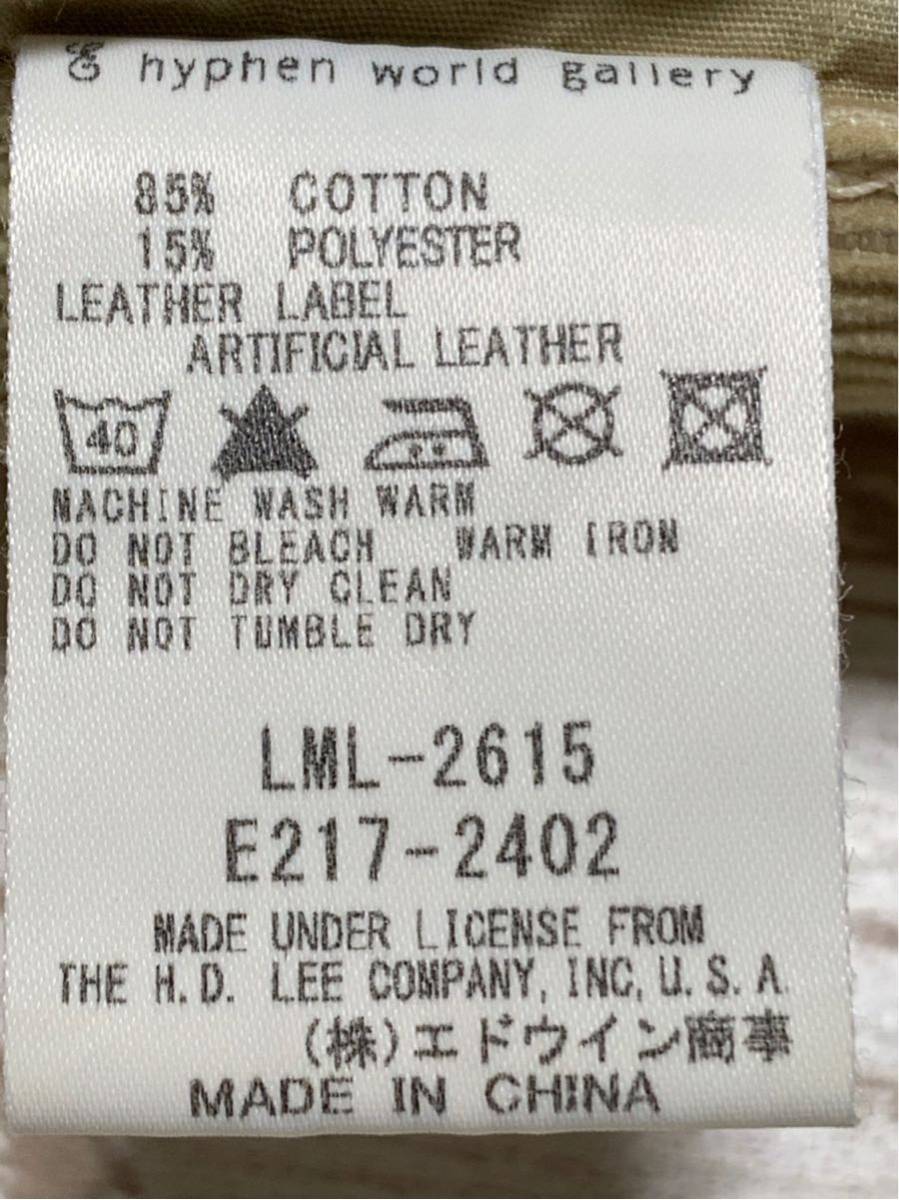 hyphen world gallery
85% COTTON
15% POLYESTER
LEATHER LABEL
ARTIFICIAL LEATHER
40
MACHINE WASH WARM
DO NOT BLEACH WARM IRON
DO NOT DRY CLEAN
DO NOT TUMBLE DRY
LML-2615
E217-2402
MADE UNDER LICENSE FROM
THE H.D. LEE COMPANY, INC, U.S.A.
(株)エドウイン商事
MADE IN CHINA